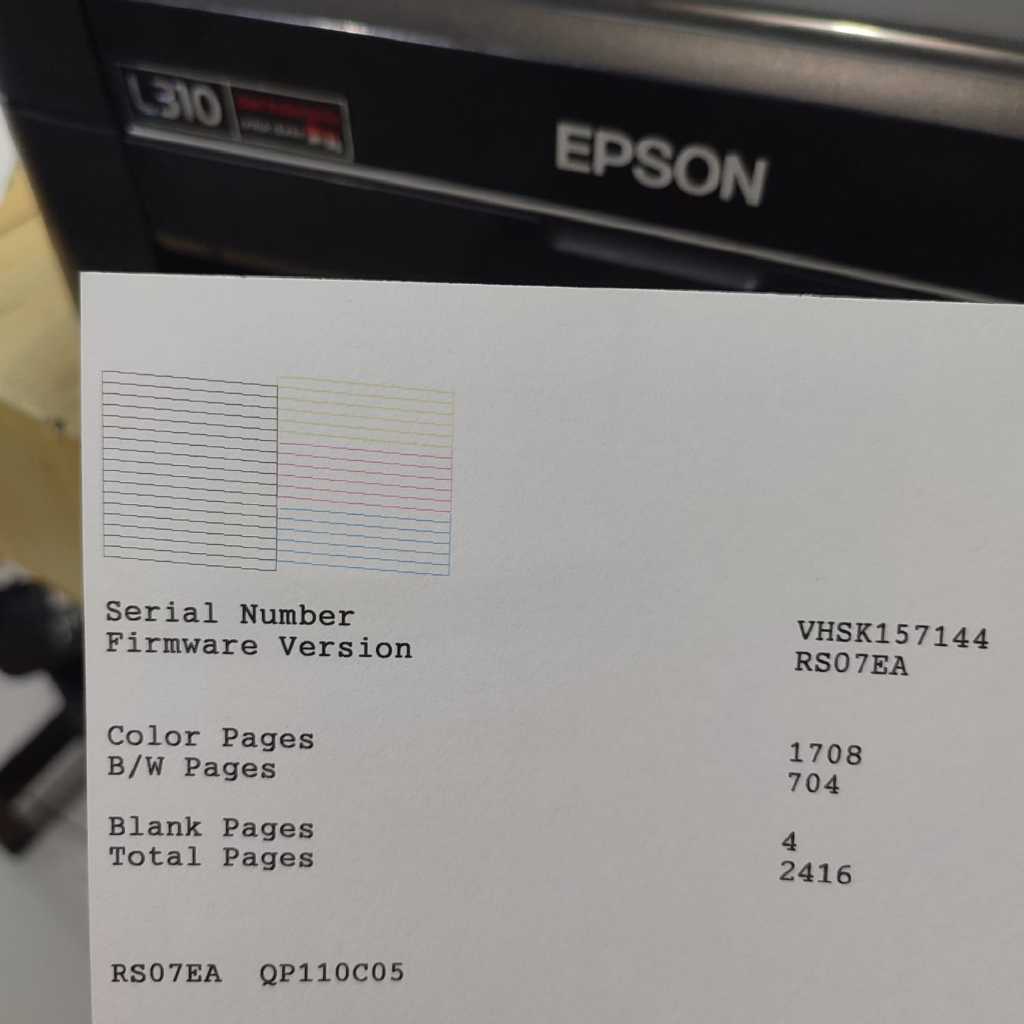 L310
EPSON
Serial Number VHSK157144
Firmware Version RS07EA
Color Pages 1708
B/W Pages 704
Blank Pages 4
Total Pages 2416
RS07EA QP110C05